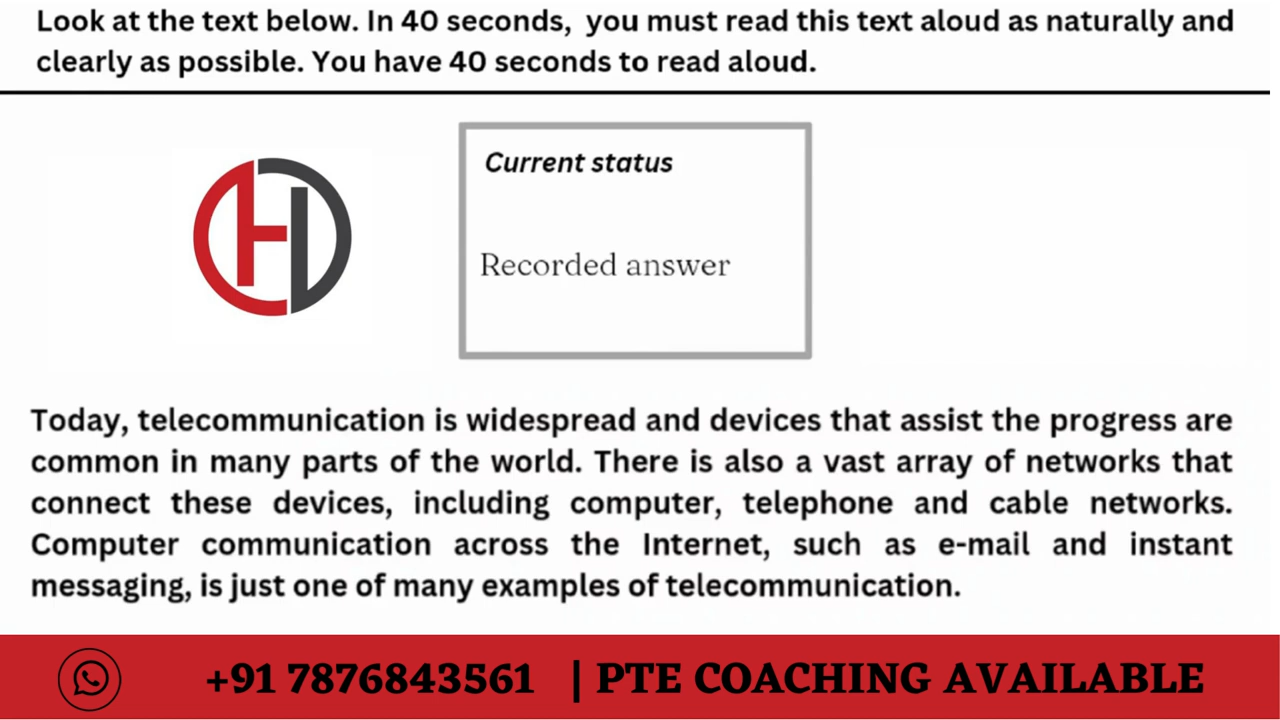 Look at the text below. In 40 seconds, you must read this text aloud as naturally and
clearly as possible. You have 40 seconds to read aloud.
Current status
Recorded answer
Today, telecommunication is widespread and devices that assist the progress are
common in many parts of the world. There is also a vast array of networks that
connect these devices, including computer, telephone and cable networks.
Computer communication across the Internet, such as e-mail and instant
messaging, is just one of many examples of telecommunication.
+91 7876843561 | PTE COACHING AVAILABLE